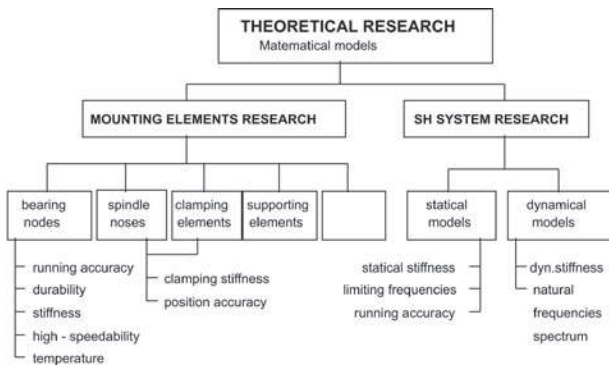 THEORETICAL RESEARCH
Matematical models
MOUNTING ELEMENTS RESEARCH
SH SYSTEM RESEARCH
bearing
nodes
spindle
noses
clamping
elements
supporting
elements
statical
models
dynamical
models
running accuracy
durability
stiffness
high - speedability
temperature
clamping stiffness
position accuracy
statical stiffness
limiting frequencies
running accuracy
dyn.stiffness
natural
frequencies
spectrum